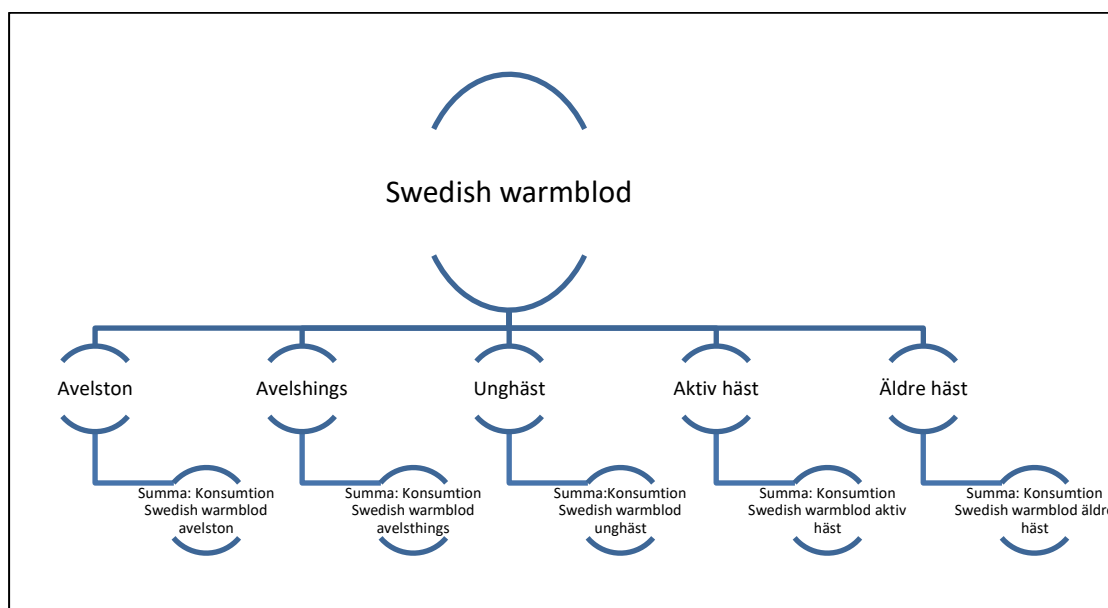 Swedish warmblod
Avelston
Avelshings
Unghäst
Aktiv häst
Äldre häst
Summa: Konsumtion
Swedish warmblod
avelston
Summa: Konsumtion
Swedish warmblod
avelsthings
Summa:Konsumtion
Swedish warmblod
unghäst
Summa: Konsumtion
Swedish warmblod aktiv
häst
Summa: Konsumtion
Swedish warmblod äldre
häst